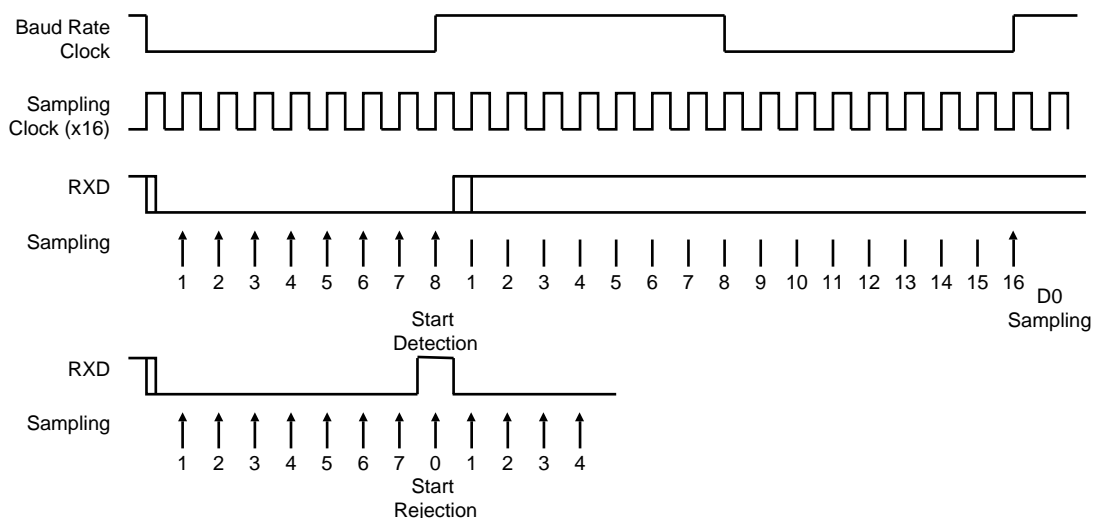 Baud Rate
Clock
Sampling
Clock (x16)
RXD
Sampling
1 2 3 4 5 6 7 8 1 2 3 4 5 6 7 8 9 10 11 12 13 14 15 16
D0
Sampling
Start
Detection
RXD
Sampling
1 2 3 4 5 6 7 0 1 2 3 4
Start
Rejection